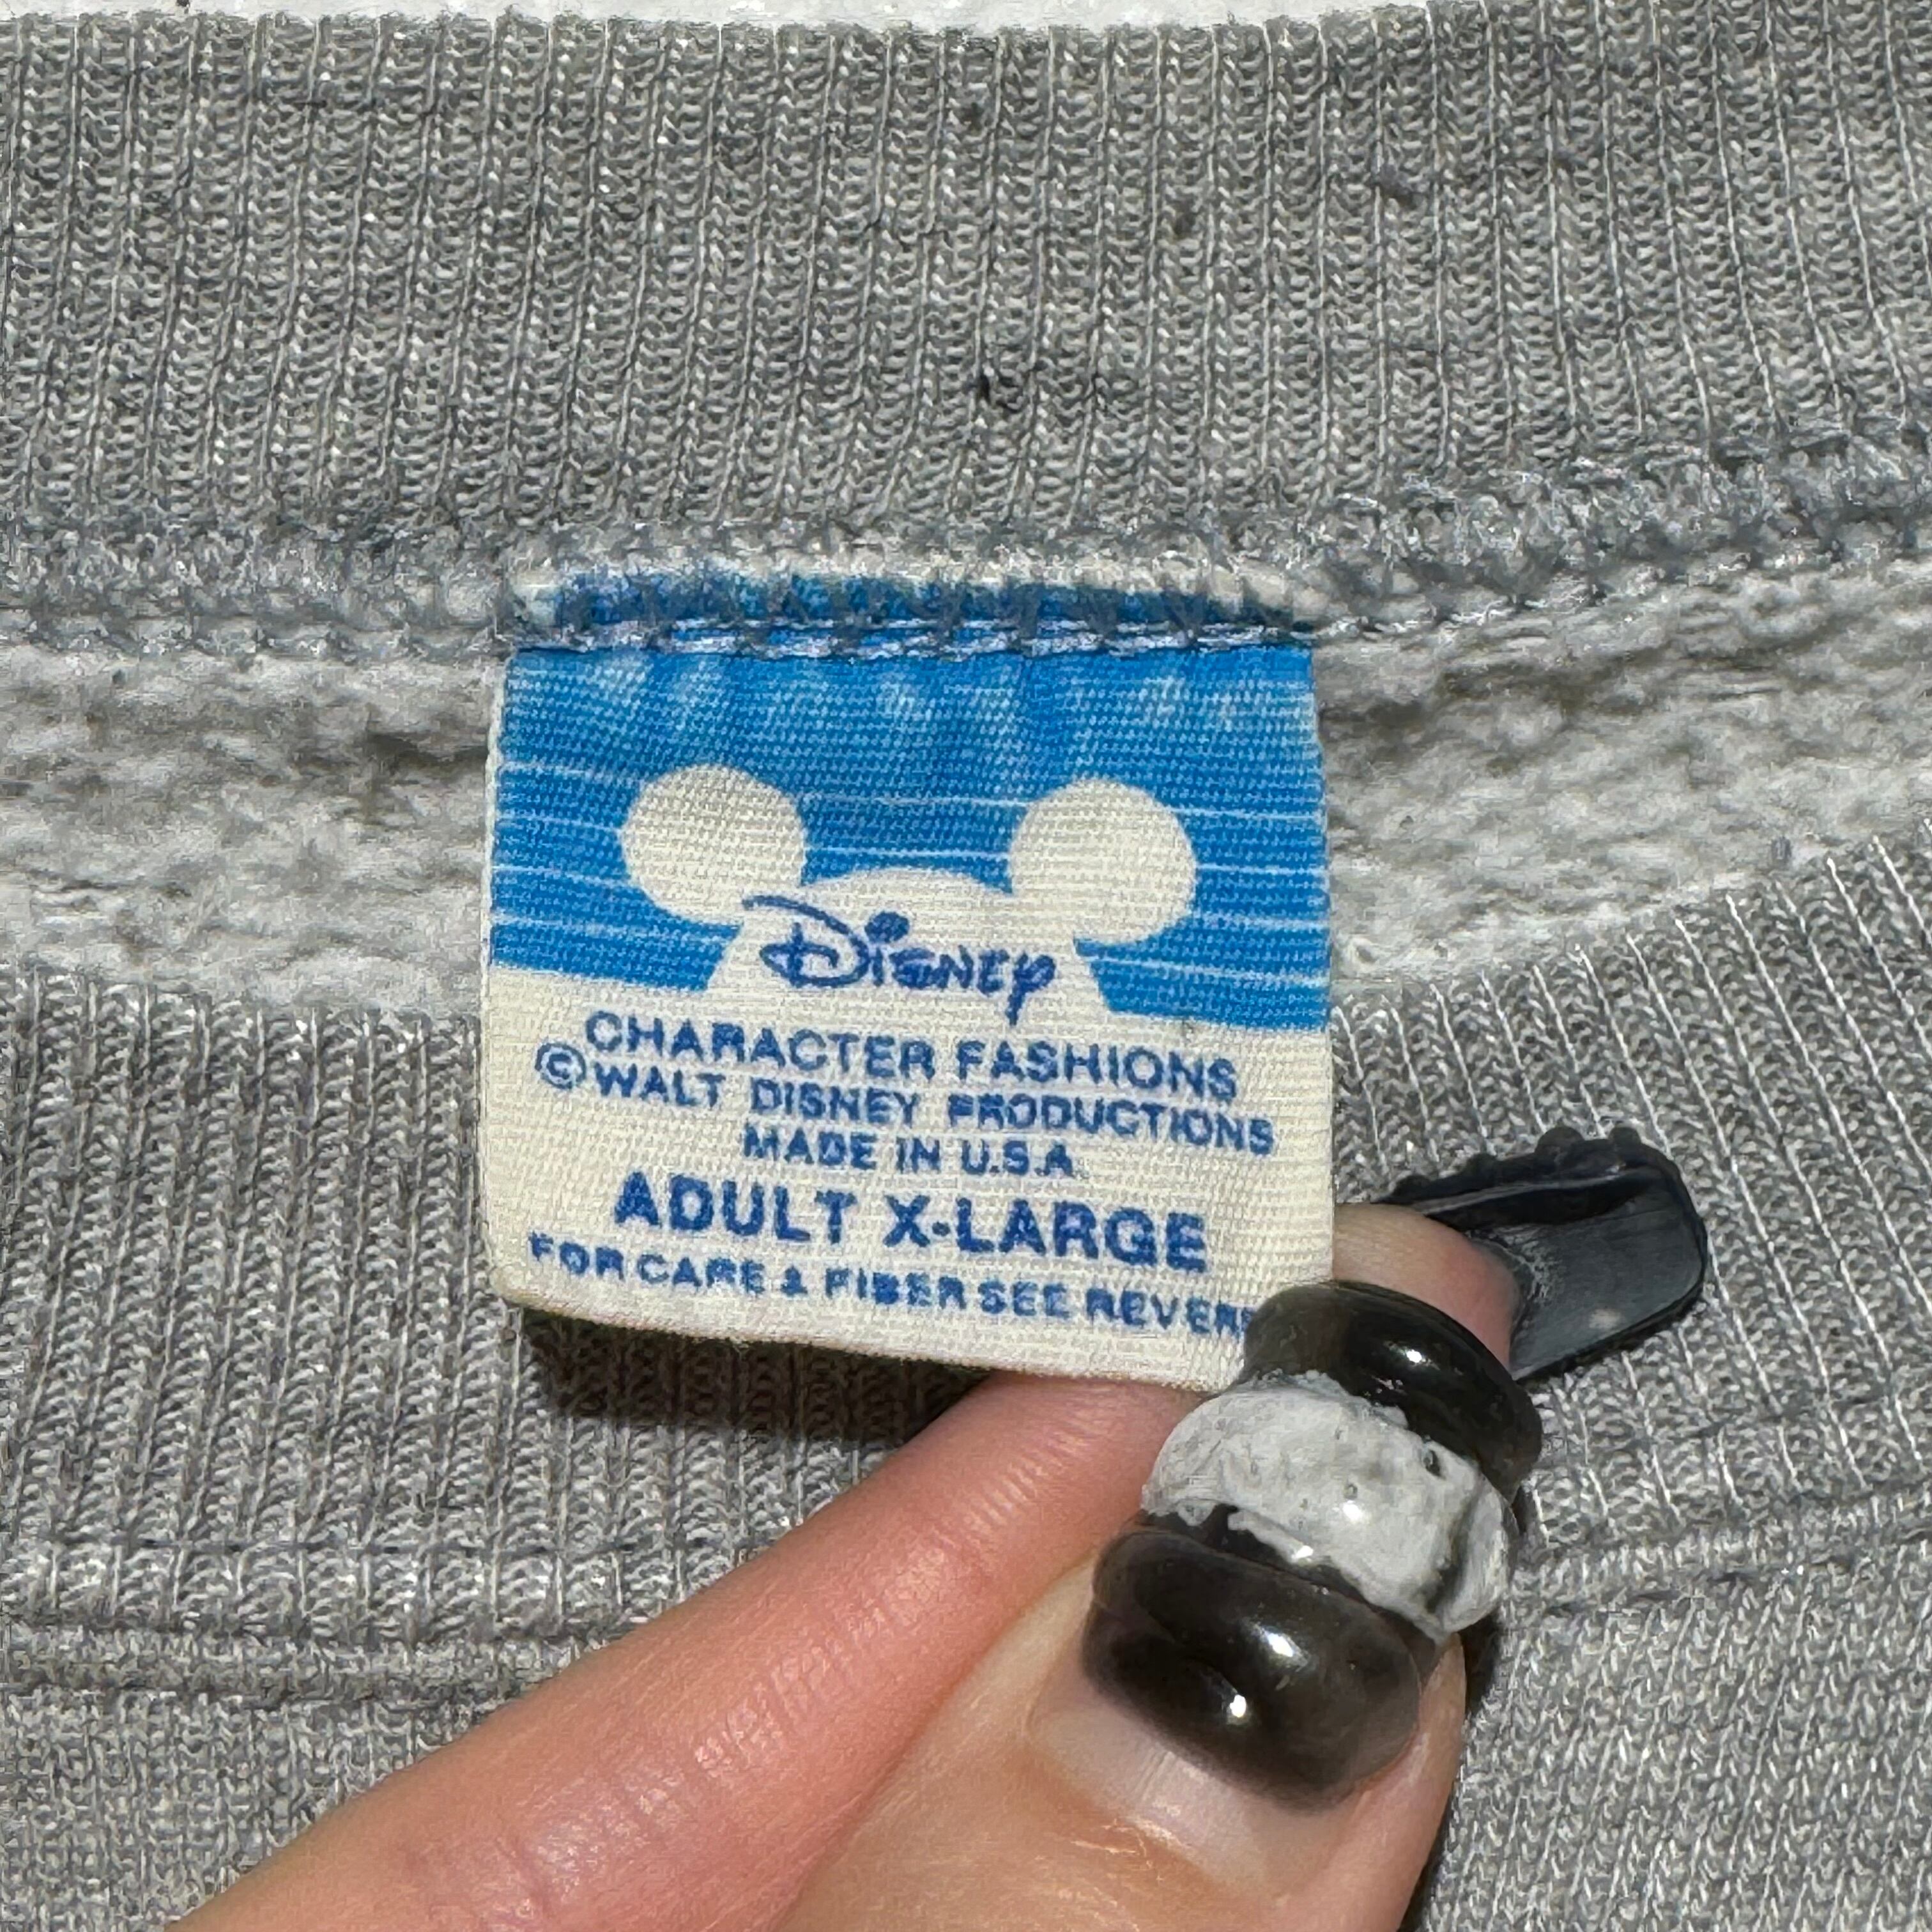 Disney
CHARACTER FASHIONS
©WALT DISNEY PRODUCTIONS
MADE IN U.S.A.
ADULT X-LARGE
FOR CARE & FIBER SEE